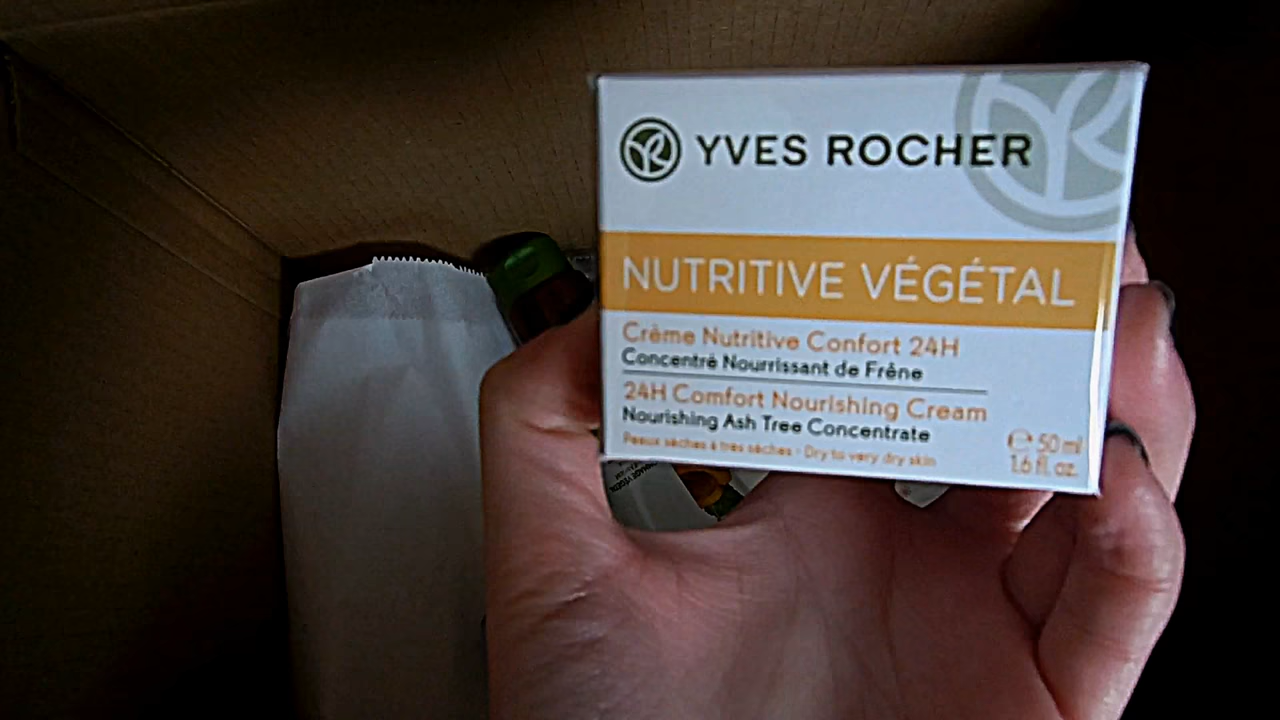 YVES ROCHER
NUTRITIVE VÉGÉTAL
Crème Nutritive Confort 24H
Concentré Nourrissant de Frêne
24H Comfort Nourishing Cream
Nourishing Ash Tree Concentrate
Peaux sèches à très sèches · Dry to very dry skin
℮ 50 ml
1.6 fl. oz.